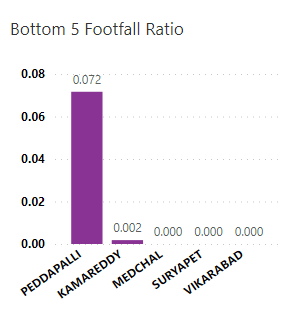 Bottom 5 Footfall Ratio
0.08
0.06
0.04
0.02
0.00
0.072
0.002
0.000
0.000
0.000
PEDDAPALLI
KAMAREDDY
MEDCHAL
SURYAPET
VIKARABAD